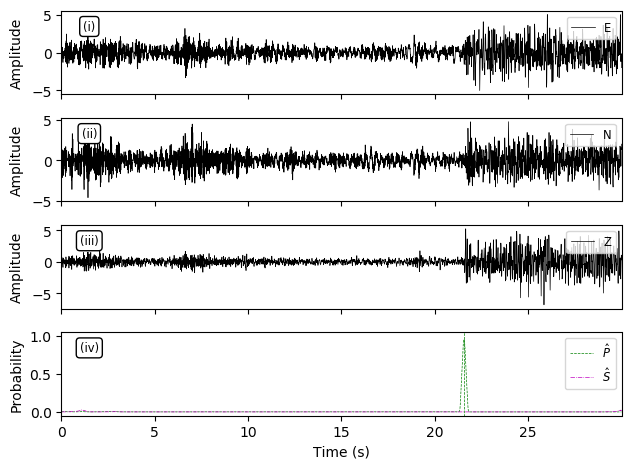 5
0
−5
Amplitude
(i)
E
5
0
−5
Amplitude
(ii)
N
5
0
−5
Amplitude
(iii)
Z
1.0
0.5
0.0
Probability
(iv)
P̂
Ŝ
0 5 10 15 20 25
Time (s)